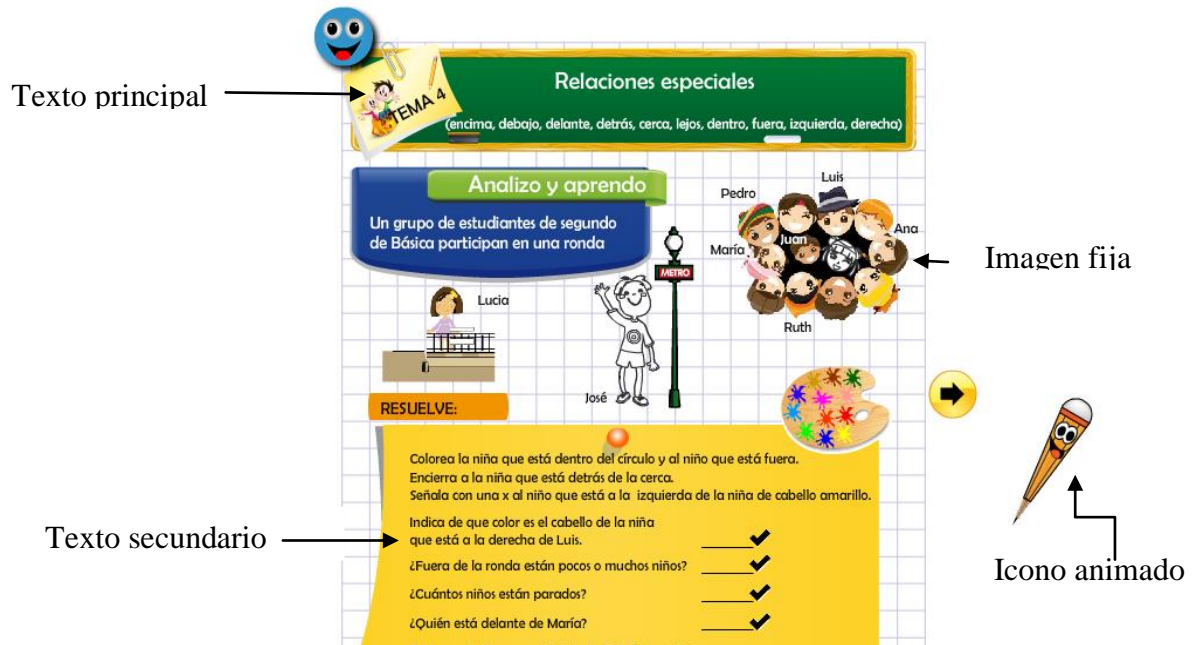 Texto principal
TEMA 4
Relaciones especiales
(encima, debajo, delante, detrás, cerca, lejos, dentro, fuera, izquierda, derecha)
Analizo y aprendo
Un grupo de estudiantes de segundo
de Básica participan en una ronda
Luis
Pedro
Ana
Juan
María
Imagen fija
METRO
Lucia
Ruth
José
RESUELVE:
Colorea la niña que está dentro del círculo y al niño que está fuera.
Encierra a la niña que está detrás de la cerca.
Señala con una x al niño que está a la izquierda de la niña de cabello amarillo.
Indica de que color es el cabello de la niña
que está a la derecha de Luis.
Texto secundario
¿Fuera de la ronda están pocos o muchos niños?
Icono animado
¿Cuántos niños están parados?
¿Quién está delante de María?